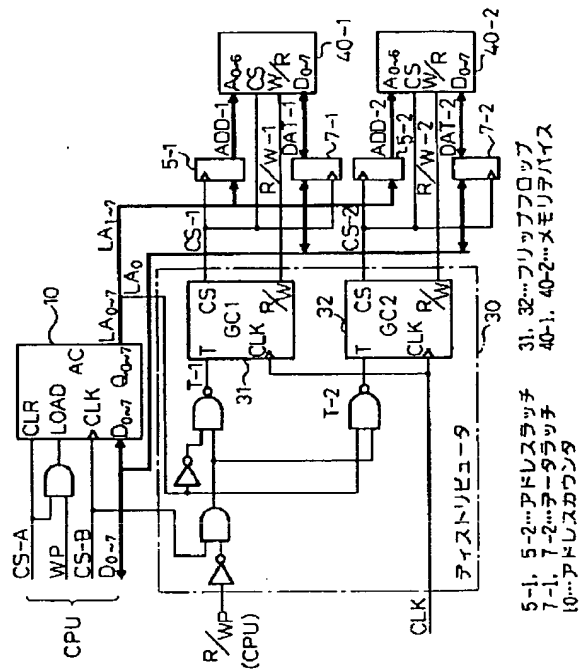 CPU
CS-A
WP
CS-B
D0~7
10
CLR
LOAD
AC
CLK
D0~7 Q0~7
LA0~7
LA1~7
LA0
R/WP
(CPU)
CLK
T-1
T-2
31
T CS
GC1
CLK R/W
32
T CS
GC2
CLK R/W
30
ディストリビュータ
CS-1
CS-2
5-1
ADD-1
R/W-1
DAT-1
7-1
A0~6
CS
W/R
D0~7
40-1
5-2
ADD-2
R/W-2
DAT-2
7-2
A0~6
CS
W/R
D0~7
40-2
5-1, 5-2…アドレスラッチ
7-1, 7-2…データラッチ
10…アドレスカウンタ
31, 32…フリップフロップ
40-1, 40-2…メモリデバイス